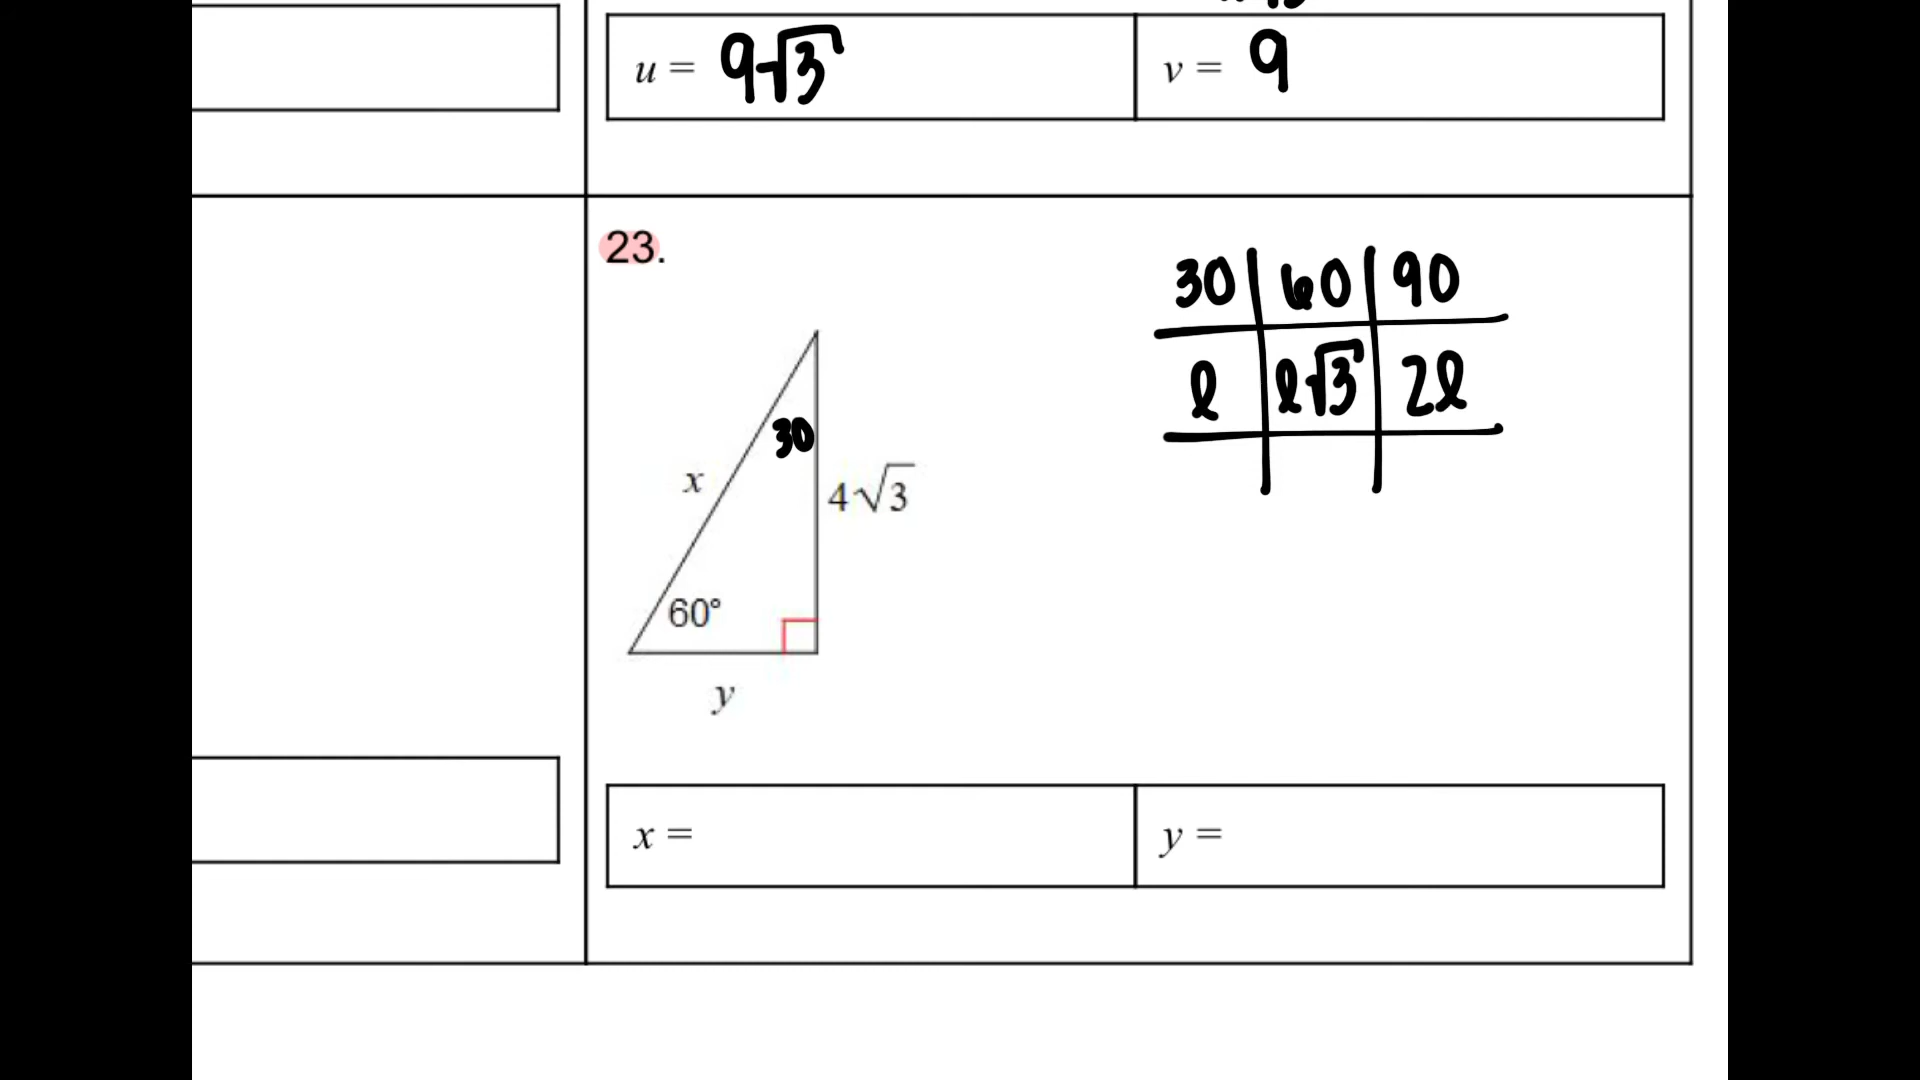 u = 9√3 v = 9
23.
30 60 90
l l√3 2l
30
x 4√3
60°
y
x = y =